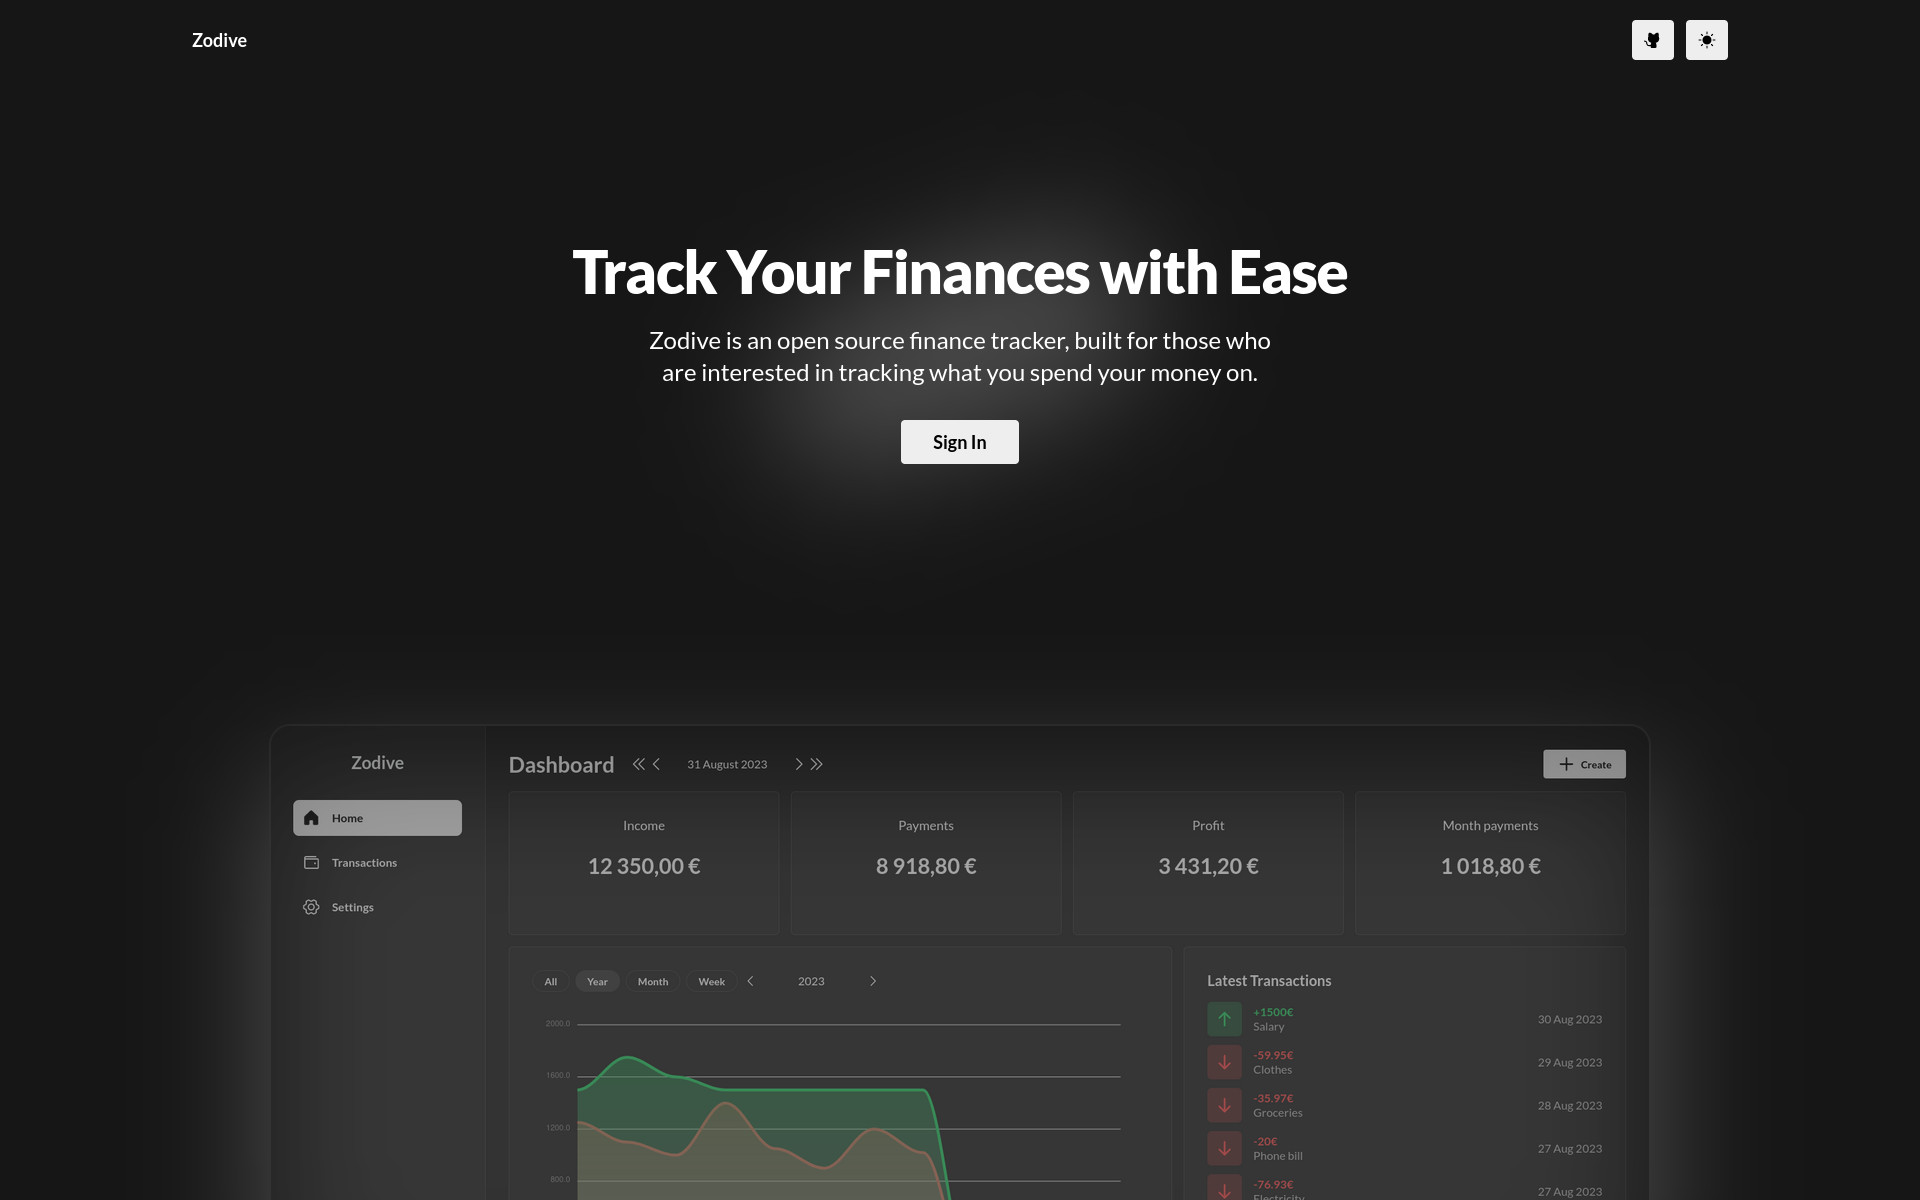 Zodive
Track Your Finances with Ease
Zodive is an open source finance tracker, built for those who
are interested in tracking what you spend your money on.
Sign In
Zodive
Home
Transactions
Settings
Dashboard
31 August 2023
Create
Income
12 350,00 €
Payments
8 918,80 €
Profit
3 431,20 €
Month payments
1 018,80 €
All
Year
Month
Week
2023
2000.0
1600.0
1200.0
800.0
Latest Transactions
+1500€
Salary
30 Aug 2023
-59.95€
Clothes
29 Aug 2023
-35.97€
Groceries
28 Aug 2023
-20€
Phone bill
27 Aug 2023
-76.93€
Electricity
27 Aug 2023